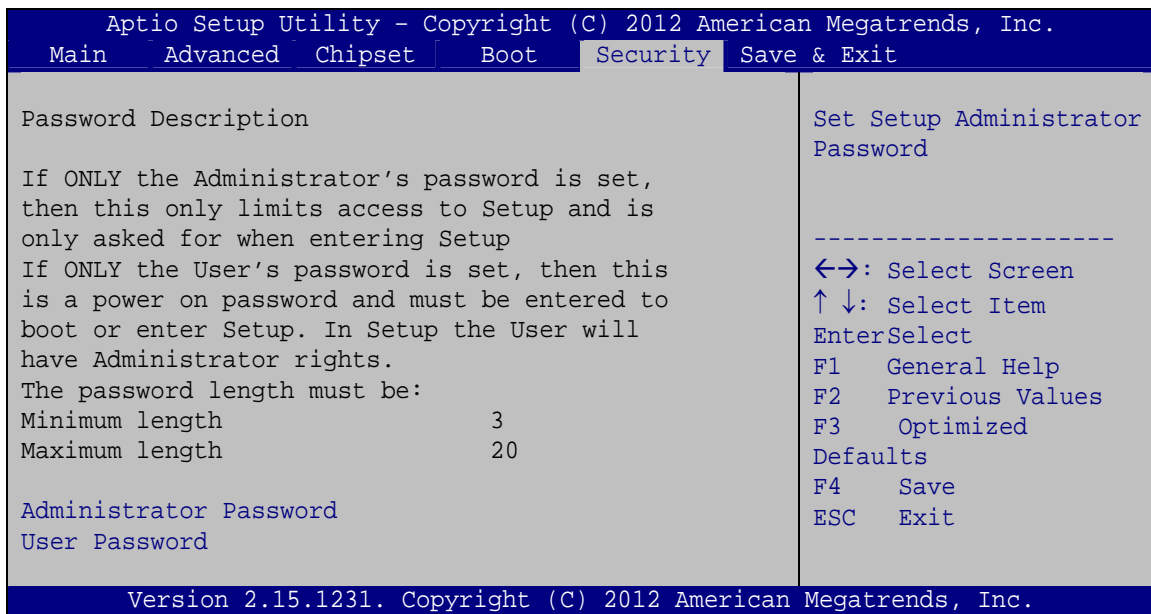 Aptio Setup Utility – Copyright (C) 2012 American Megatrends, Inc.
Main Advanced Chipset Boot Security Save & Exit
Password Description
If ONLY the Administrator’s password is set,
then this only limits access to Setup and is
only asked for when entering Setup
If ONLY the User’s password is set, then this
is a power on password and must be entered to
boot or enter Setup. In Setup the User will
have Administrator rights.
The password length must be:
Minimum length 3
Maximum length 20
Administrator Password
User Password
Set Setup Administrator
Password
---------------------
←→: Select Screen
↑ ↓: Select Item
EnterSelect
F1 General Help
F2 Previous Values
F3 Optimized
Defaults
F4 Save
ESC Exit
Version 2.15.1231. Copyright (C) 2012 American Megatrends, Inc.